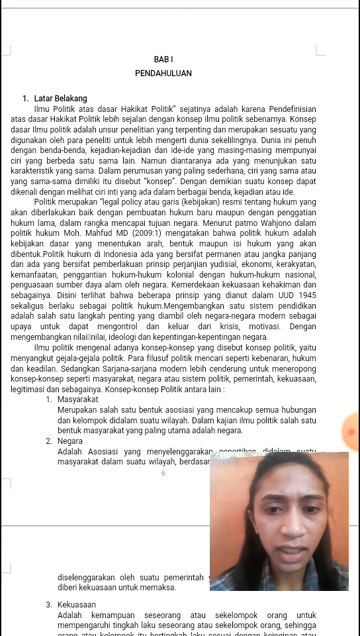 BAB I
PENDAHULUAN
1. Latar Belakang
Ilmu Politik atas dasar Hakikat Politik" sejatinya adalah karena Pendefinisian
atas dasar Hakikat Politik lebih sejalan dengan konsep ilmu politik sebenarnya. Konsep
dasar Ilmu politik adalah unsur penelitian yang terpenting dan merupakan sesuatu yang
digunakan oleh para peneliti untuk lebih mengerti dunia sekelilingnya. Dunia ini penuh
dengan benda-benda, kejadian-kejadian dan ide-ide yang masing-masing mempunyai
ciri yang berbeda satu sama lain. Namun diantaranya ada yang menunjukan satu
karakteristik yang sama. Dalam perumusan yang paling sederhana, ciri yang sama atau
yang sama-sama dimiliki itu disebut "konsep". Dengan demikian suatu konsep dapat
dikenali dengan melihat ciri inti yang ada dalam berbagai benda, kejadian atau ide.
Politik merupakan "legal policy atau garis (kebijakan) resmi tentang hukum yang
akan diberlakukan baik dengan pembuatan hukum baru maupun dengan penggatian
hukum lama, dalam rangka mencapai tujuan negara. Menurut patmo Wahjono dalam
politik hukum Moh. Mahfud MD (2009:1) mengatakan bahwa politik hukum adalah
kebijakan dasar yang menentukan arah, bentuk maupun isi hukum yang akan
dibentuk.Politik hukum di Indonesia ada yang bersifat permanen atau jangka panjang
dan ada yang bersifat pemberlakuan prinsip perjanjian yudisial, ekonomi, kerakyatan,
kemanfaatan, penggantian hukum-hukum kolonial dengan hukum-hukum nasional,
penguasaan sumber daya alam oleh negara. Kemerdekaan kekuasaan kehakiman dan
sebagainya. Disini terlihat bahwa beberapa prinsip yang dianut dalam UUD 1945
sekaligus berlaku sebagai politik hukum.Mengembangkan satu sistem pendidikan
adalah salah satu langkah penting yang diambil oleh negara-negara modern sebagai
upaya untuk dapat mengontrol dan keluar dari krisis, motivasi. Dengan
mengembangkan nilai nilai, ideologi dan kepentingan-kepentingan negara.
Ilmu politik mengenal adanya konsep-konsep yang disebut konsep politik, yaitu
menyangkut gejala-gejala politik. Para filusuf politik mencari seperti kebenaran, hukum
dan keadilan. Sedangkan Sarjana-sarjana modern lebih cenderung untuk meneropong
konsep-konsep seperti masyarakat, negara atau sistem politik, pemerintah, kekuasaan,
legitimasi dan sebagainya. Konsep-konsep Politik antara lain :
1. Masyarakat
Merupakan salah satu bentuk asosiasi yang mencakup semua hubungan
dan kelompok didalam suatu wilayah. Dalam kajian ilmu politik salah satu
bentuk masyarakat yang paling utama adalah negara.
2. Negara
Adalah Asosiasi yang menyelenggarakan penertiban didalam suatu
masyarakat dalam suatu wilayah, berdasar
6
diselenggarakan oleh suatu pemerintah
diberi kekuasaan untuk memaksa.
3. Kekuasaan
Adalah kemampuan seseorang atau sekelompok orang untuk
mempengaruhi tingkah laku seseorang atau sekelompok orang, sehingga
orang atau kelompok itu bertingkah laku sesuai dengan keinginan atau